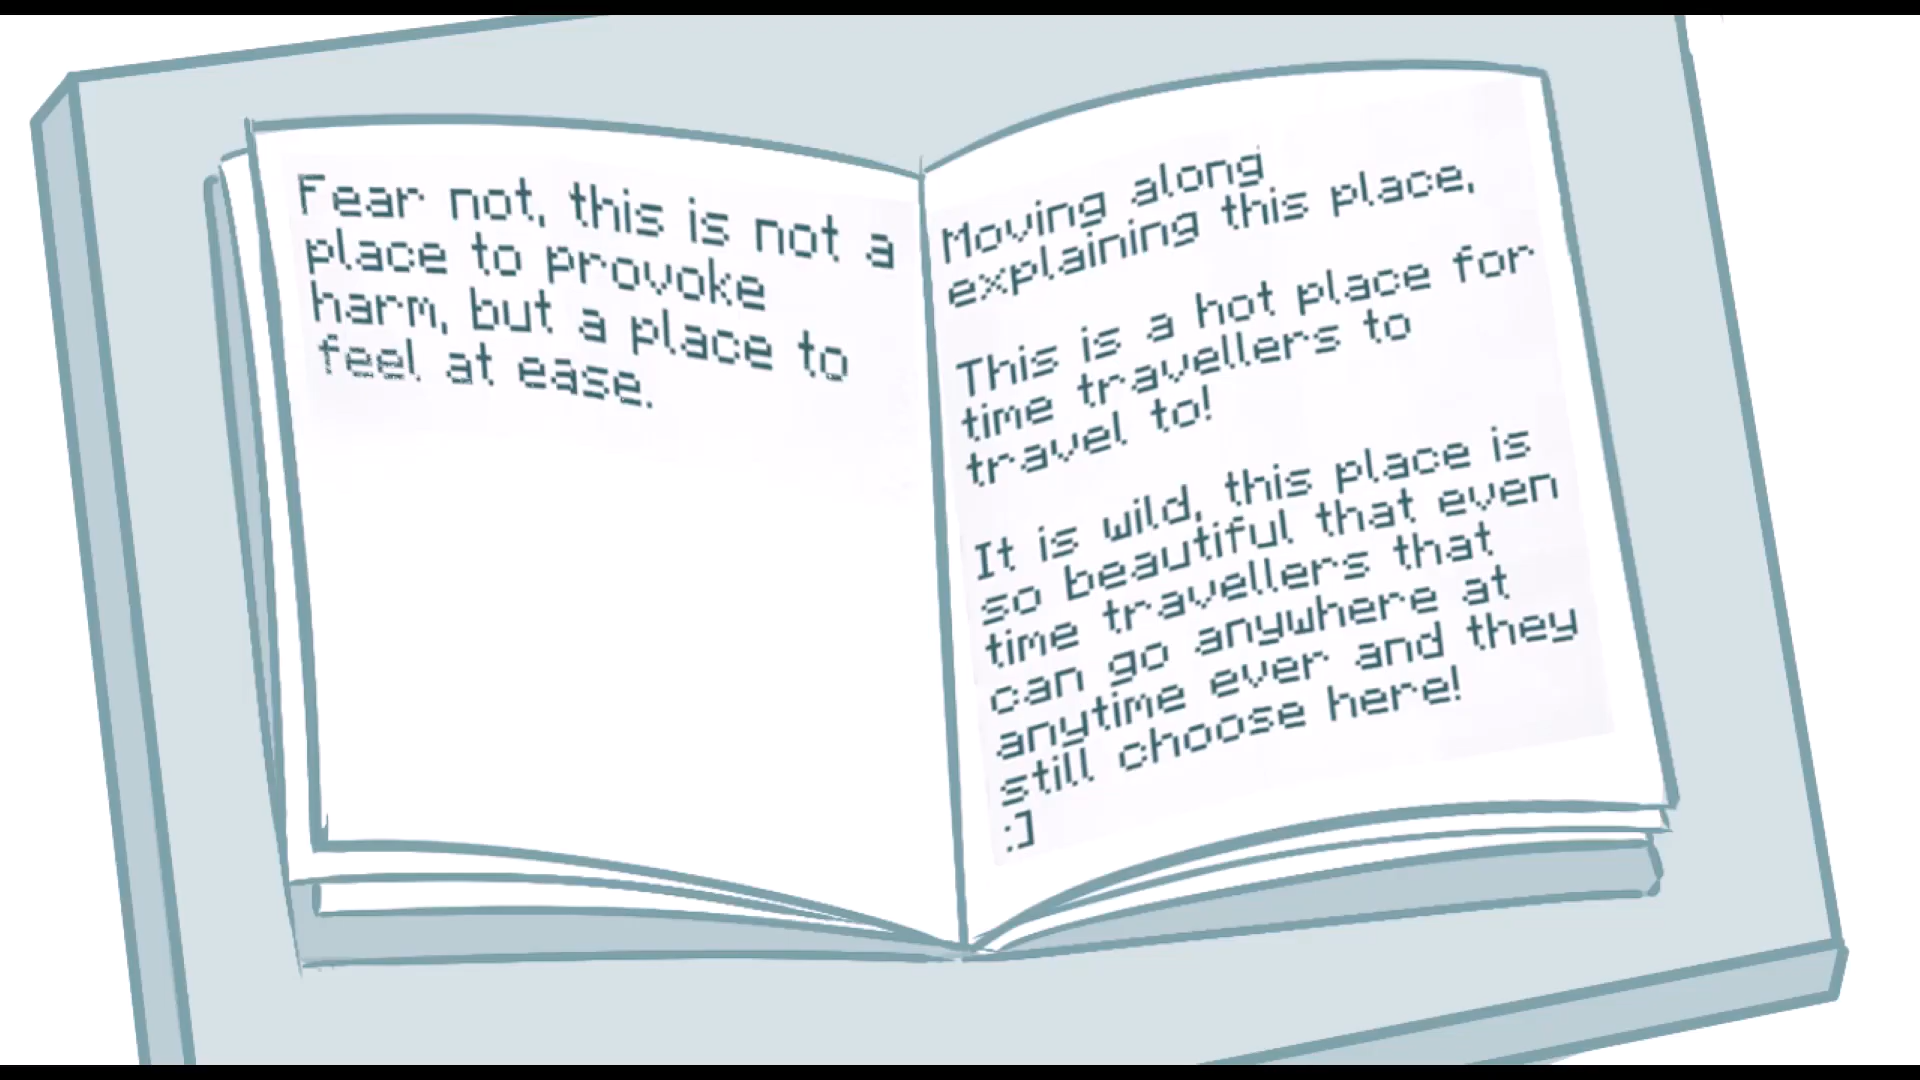 Fear not, this is not a
place to provoke
harm, but a place to
feel at ease.
Moving along
explaining this place,
This is a hot place for
time travellers to
travel to!
It is wild, this place is
so beautiful that even
time travellers that
can go anywhere at
anytime ever and they
still choose here!
:]